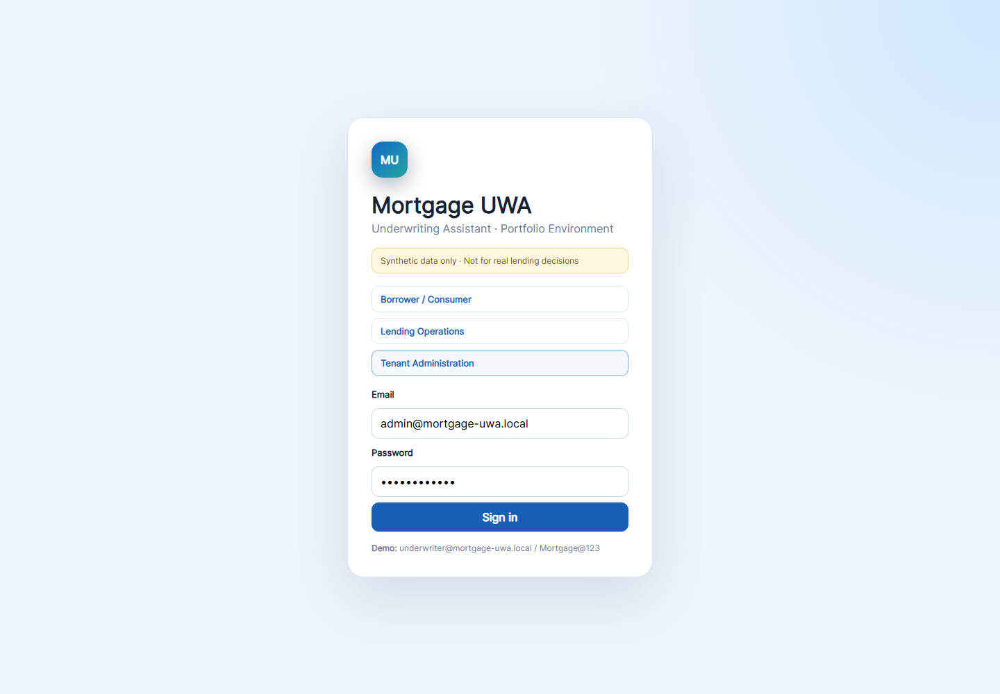 MU
Mortgage UWA
Underwriting Assistant · Portfolio Environment
Synthetic data only · Not for real lending decisions
Borrower / Consumer
Lending Operations
Tenant Administration
Email
admin@mortgage-uwa.local
Password
••••••••••••
Sign in
Demo: underwriter@mortgage-uwa.local / Mortgage@123